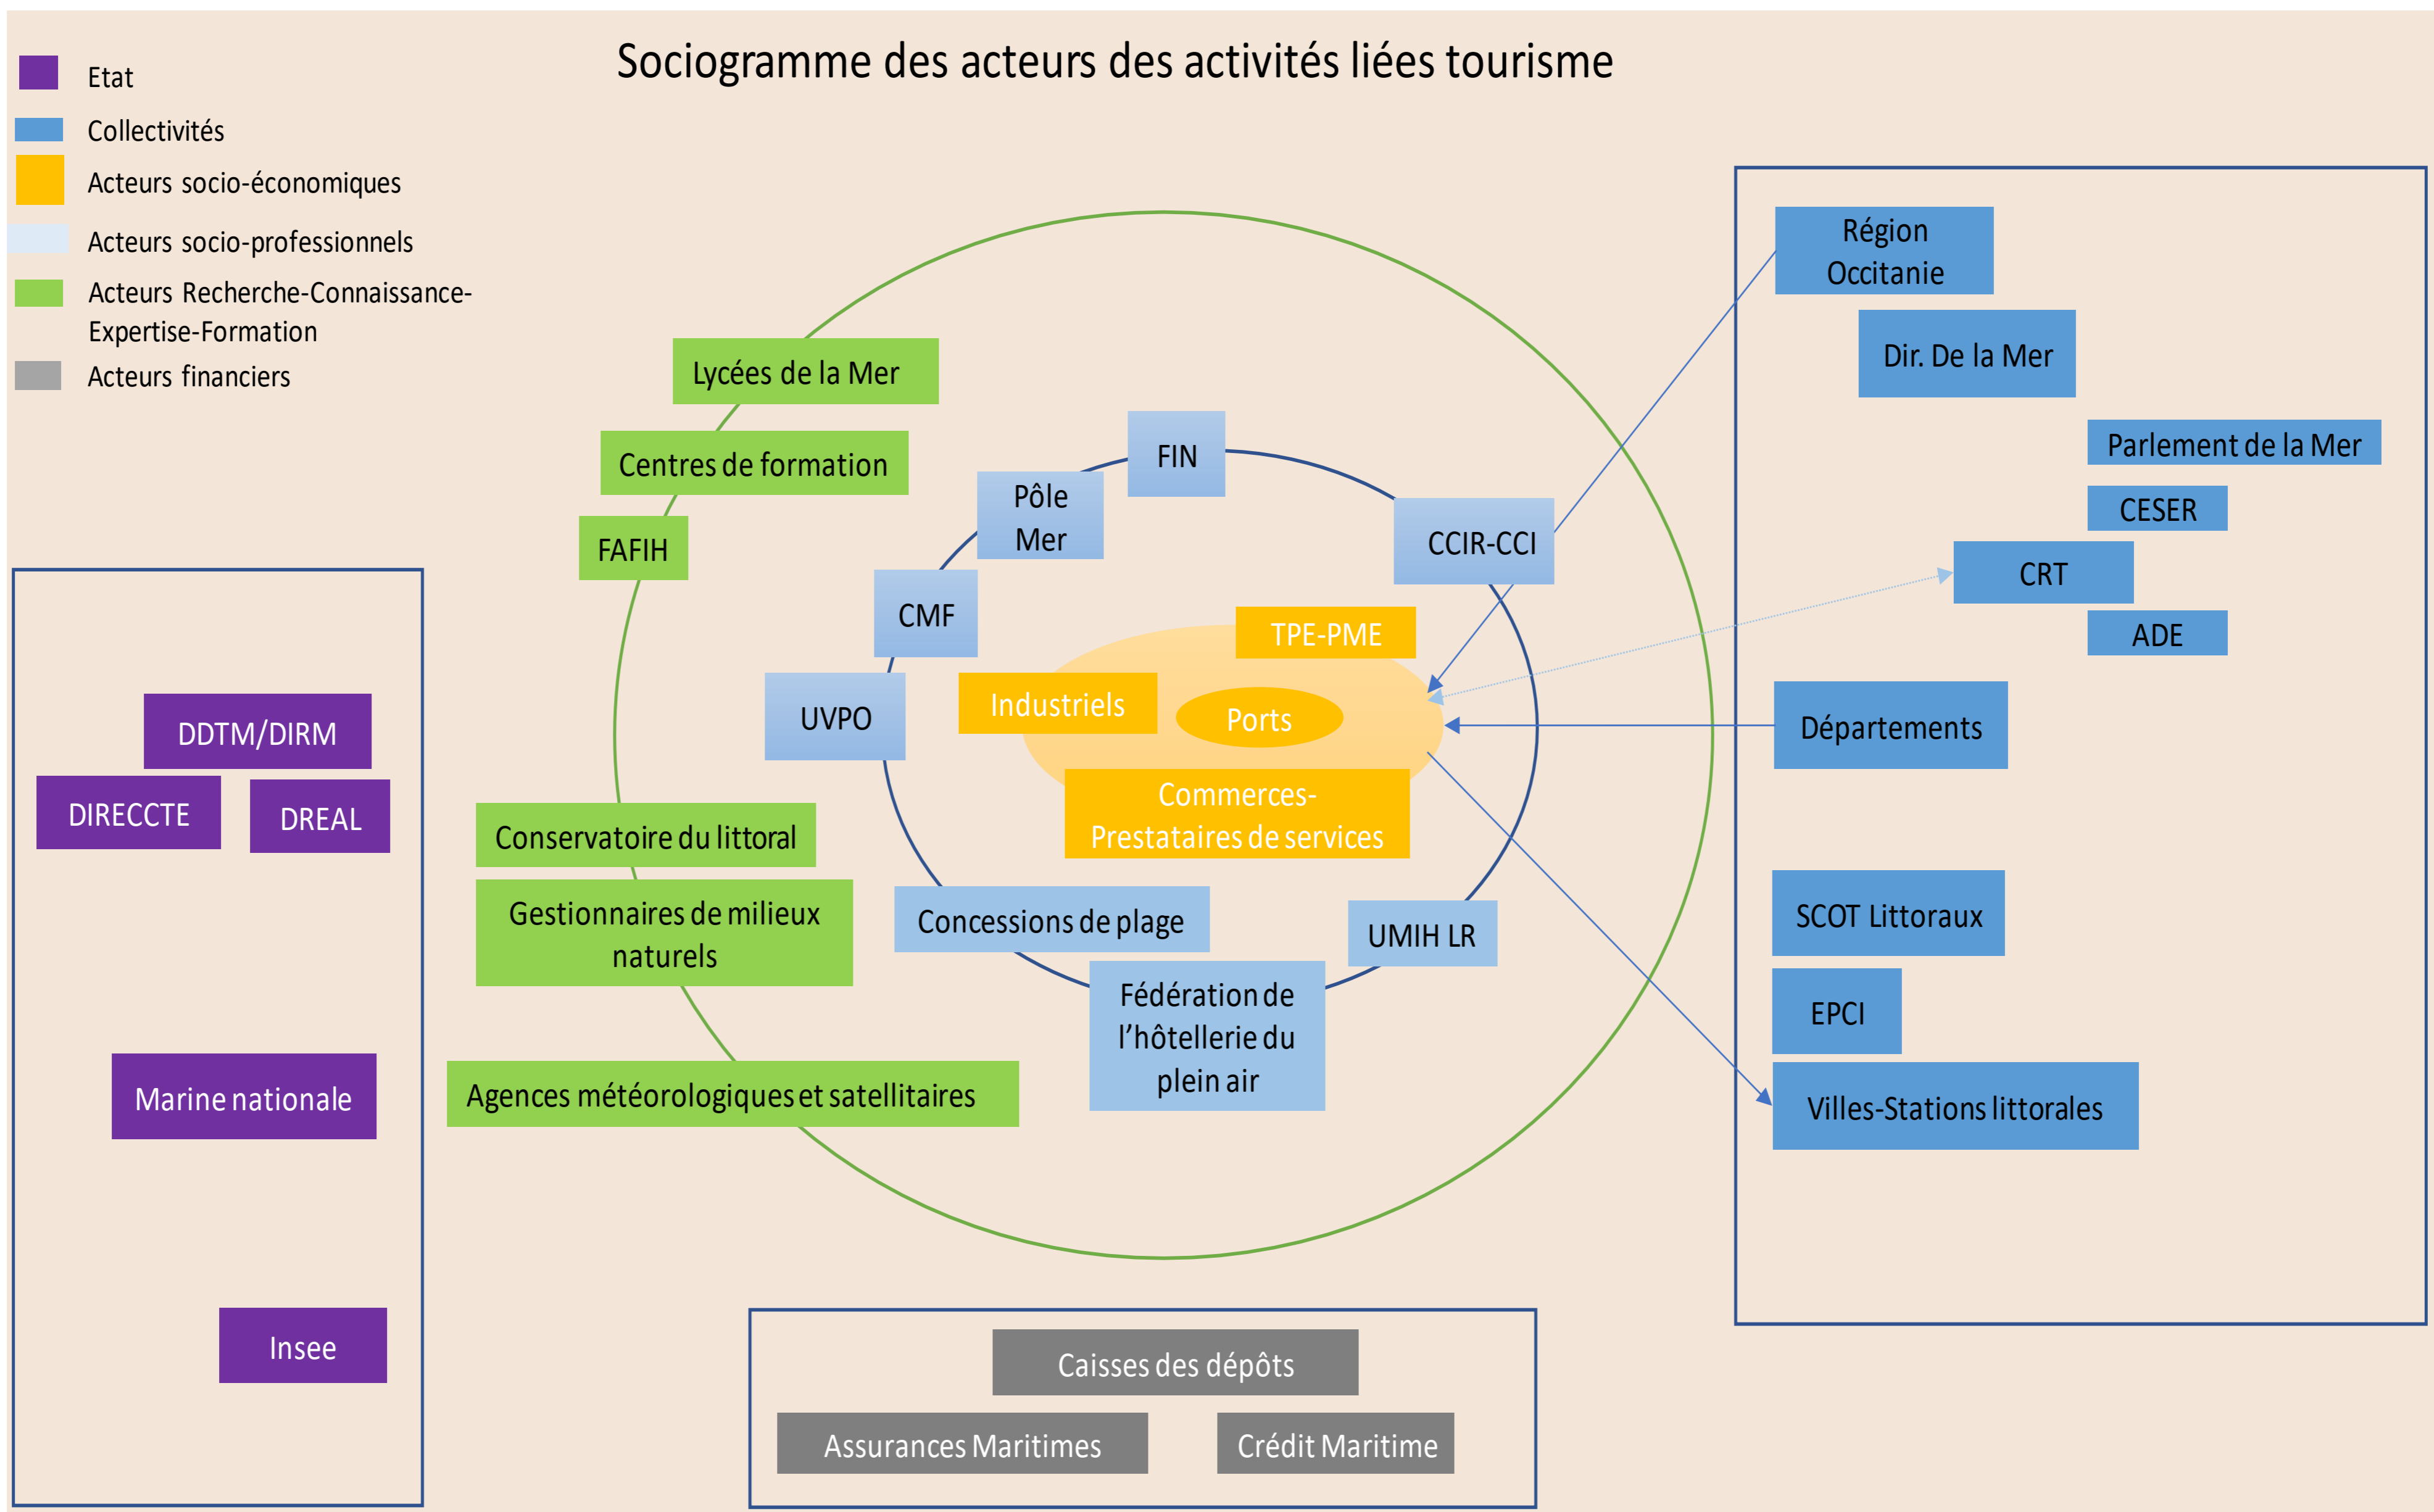 Sociogramme des acteurs des activités liées tourisme
Etat
Collectivités
Acteurs socio-économiques
Acteurs socio-professionnels
Acteurs Recherche-Connaissance-
Expertise-Formation
Acteurs financiers
Lycées de la Mer
Centres de formation
FAFIH
Conservatoire du littoral
Gestionnaires de milieux
naturels
Agences météorologiques et satellitaires
FIN
Pôle
Mer
CCIR-CCI
CMF
UVPO
TPE-PME
Industriels
Ports
Commerces-
Prestataires de services
Concessions de plage
UMIH LR
Fédération de
l’hôtellerie du
plein air
DDTM/DIRM
DIRECCTE
DREAL
Marine nationale
Insee
Caisses des dépôts
Assurances Maritimes
Crédit Maritime
Région
Occitanie
Dir. De la Mer
Parlement de la Mer
CESER
CRT
ADE
Départements
SCOT Littoraux
EPCI
Villes-Stations littorales